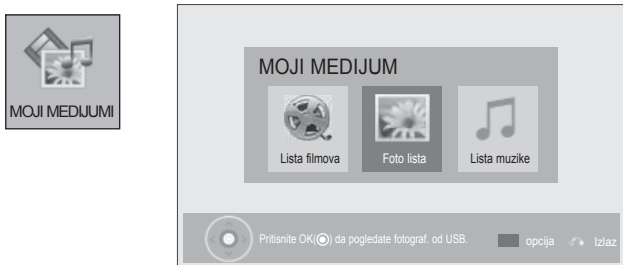 MOJI MEDIJUMI
MOJI MEDIJUM
Lista filmova
Foto lista
Lista muzike
Pritisnite OK(◉) da pogledate fotograf. od USB.
opcija
Izlaz